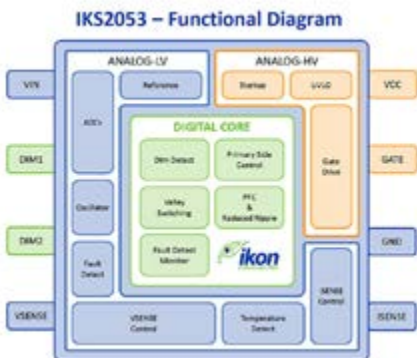 IKS2053 – Functional Diagram
ANALOG-LV
ANALOG-HV
VIN
Reference
Startup
UVLO
VCC
ADCs
DIGITAL CORE
DIM1
Dim Detect
Primary Side
Control
Gate
Drive
GATE
Oscillator
Valley
Switching
PFC
&
Reduced Ripple
DIM2
Fault
Detect
Fault Detect
Monitor
ikon
GND
ISENSE
Control
VSENSE
VSENSE
Control
Temperature
Detect
ISENSE